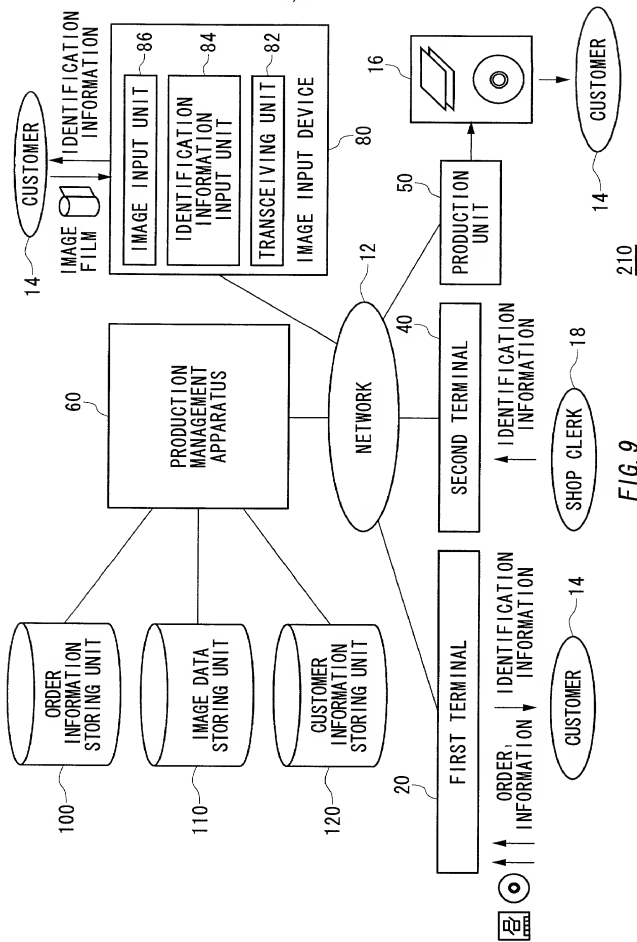 ORDER
INFORMATION
STORING UNIT
100
IMAGE DATA
STORING UNIT
110
CUSTOMER
INFORMATION
STORING UNIT
120
60
PRODUCTION
MANAGEMENT
APPARATUS
14
CUSTOMER
IMAGE
FILM
IDENTIFICATION
INFORMATION
IMAGE INPUT UNIT
86
IDENTIFICATION
INFORMATION
INPUT UNIT
84
TRANSCEIVING UNIT
82
IMAGE INPUT DEVICE
80
NETWORK
12
20
FIRST TERMINAL
ORDER,
INFORMATION
IDENTIFICATION
INFORMATION
CUSTOMER
14
SECOND TERMINAL
40
IDENTIFICATION
INFORMATION
SHOP CLERK
18
50
PRODUCTION
UNIT
16
CUSTOMER
14
210
FIG. 9